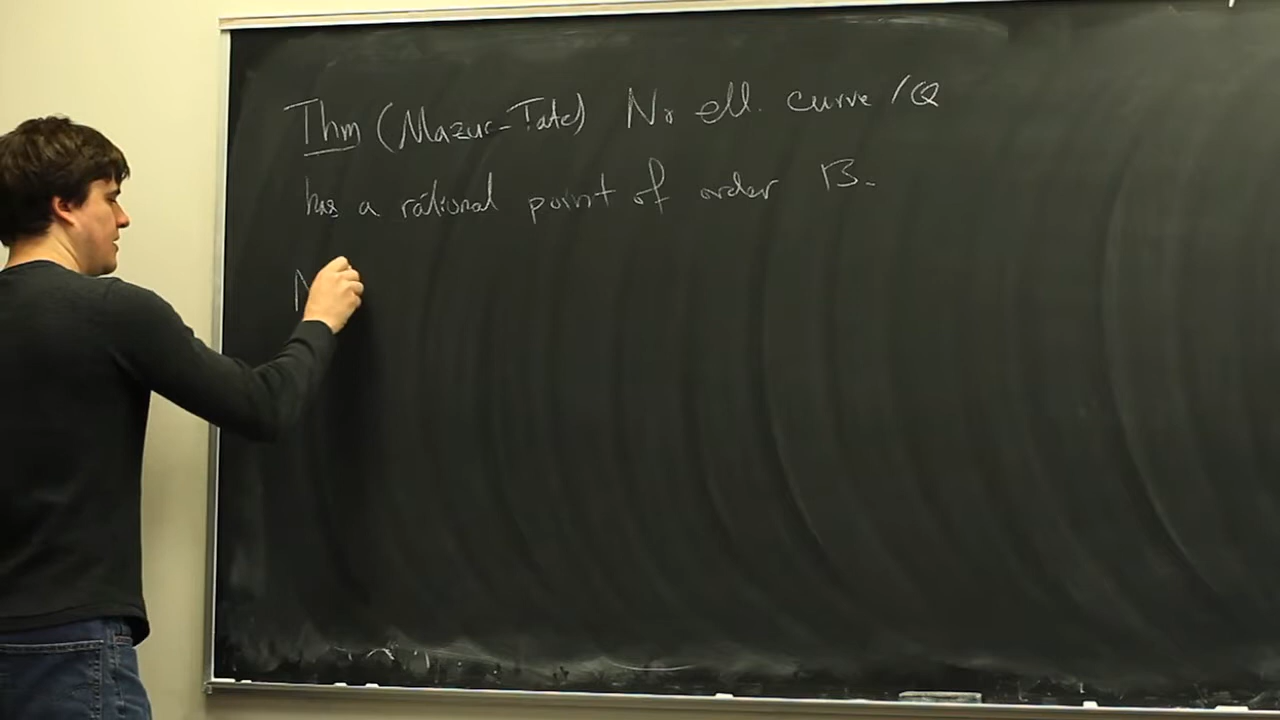 Thm (Mazur-Tate) No ell. curve /Q
has a rational point of order 13.
N